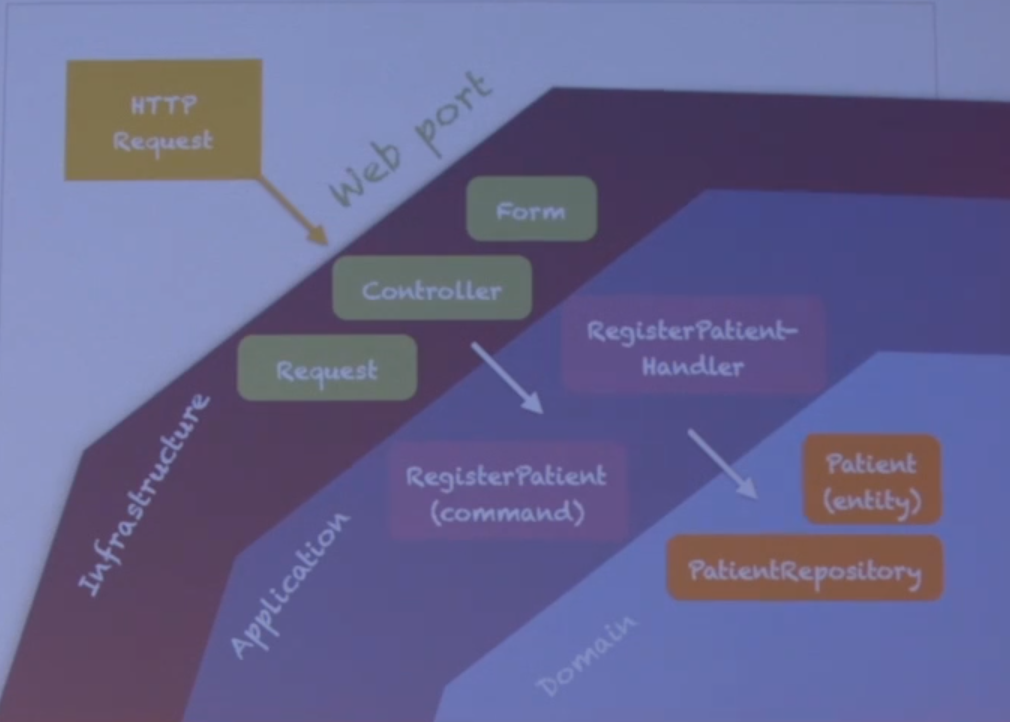 HTTP
Request
Web port
Form
Controller
Request
RegisterPatient-
Handler
RegisterPatient
(command)
Patient
(entity)
PatientRepository
Infrastructure
Application
Domain